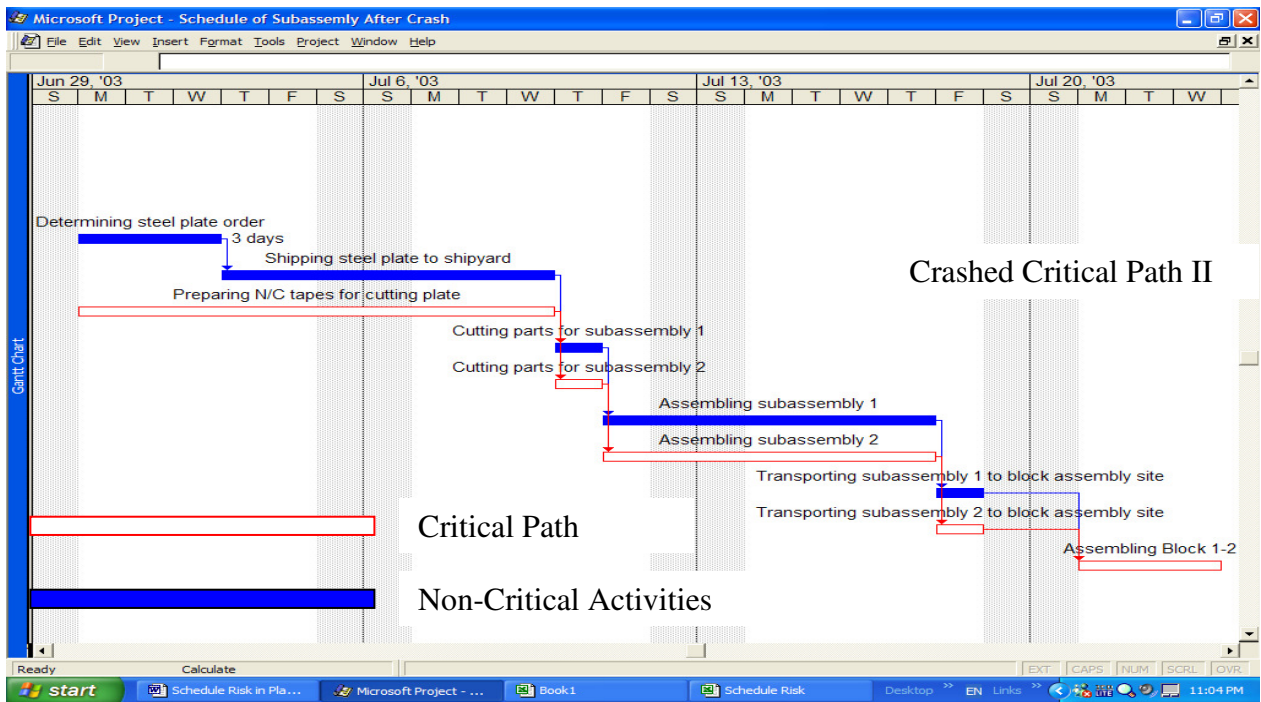 Microsoft Project - Schedule of Subassemly After Crash
File Edit View Insert Format Tools Project Window Help
Jun 29, '03 Jul 6, '03 Jul 13, '03 Jul 20, '03
S M T W T F S S M T W T F S S M T W T F S S M T W
Determining steel plate order
3 days
Shipping steel plate to shipyard
Crashed Critical Path II
Preparing N/C tapes for cutting plate
Cutting parts for subassembly 1
Gantt Chart
Cutting parts for subassembly 2
Assembling subassembly 1
Assembling subassembly 2
Transporting subassembly 1 to block assembly site
Transporting subassembly 2 to block assembly site
Critical Path
Assembling Block 1-2
Non-Critical Activities
Ready Calculate EXT CAPS NUM SCRL OVR
start Schedule Risk in Pla... Microsoft Project - ... Book1 Schedule Risk Desktop » EN Links » 11:04 PM